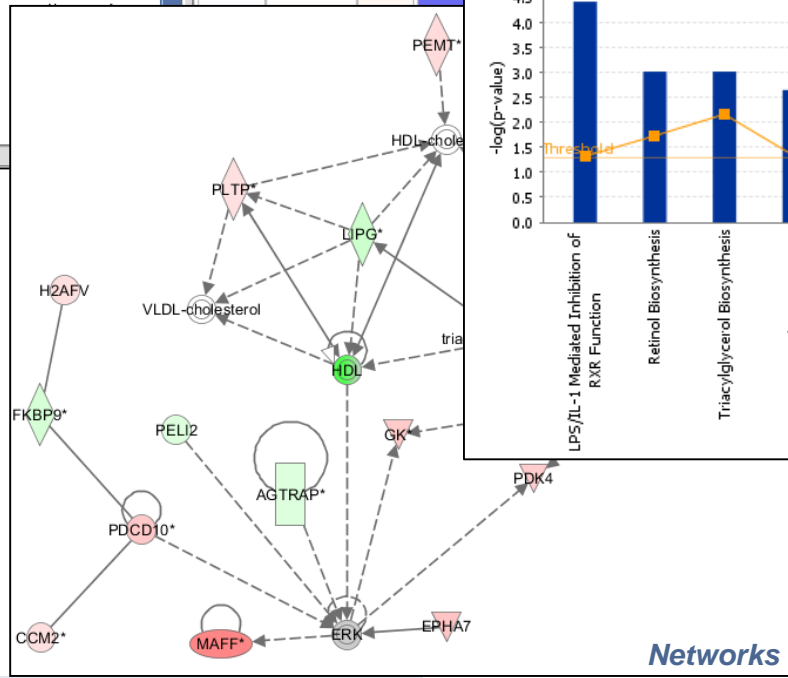 PEMT*
HDL-chole
PLTP*
LIPG*
H2AFV
VLDL-cholesterol
tria
HDL
FKBP9*
PELI2
GK*
AGTRAP*
PDK4
PDCD10*
CCM2*
MAFF*
ERK
EPHA7
Networks
-log(p-value)
4.5
4.0
3.5
3.0
2.5
2.0
1.5
1.0
0.5
0.0
Threshold
LPS/IL-1 Mediated Inhibition of
RXR Function
Retinol Biosynthesis
Triacylglycerol Biosynthesis